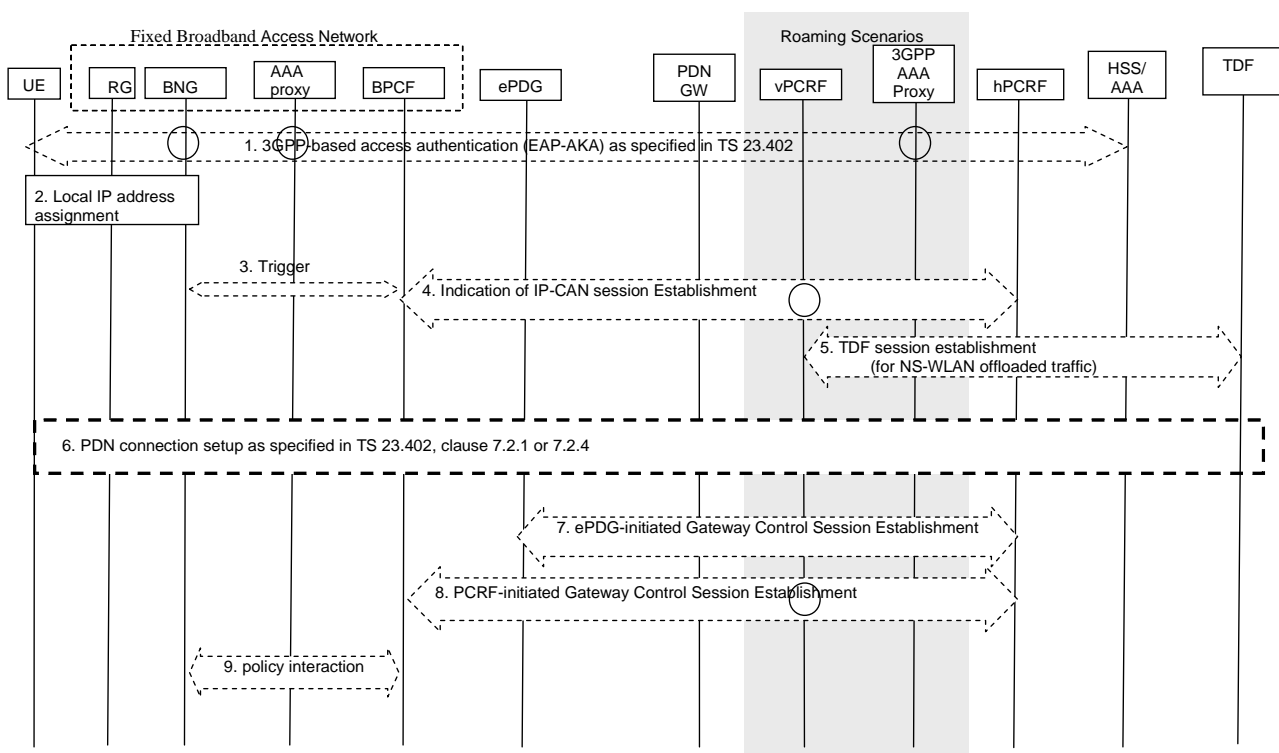 Fixed Broadband Access Network
Roaming Scenarios
UE
RG
BNG
AAA
proxy
BPCF
ePDG
PDN
GW
vPCRF
3GPP
AAA
Proxy
hPCRF
HSS/
AAA
TDF
1. 3GPP-based access authentication (EAP-AKA) as specified in TS 23.402
2. Local IP address
assignment
3. Trigger
4. Indication of IP-CAN session Establishment
5. TDF session establishment
(for NS-WLAN offloaded traffic)
6. PDN connection setup as specified in TS 23.402, clause 7.2.1 or 7.2.4
7. ePDG-initiated Gateway Control Session Establishment
8. PCRF-initiated Gateway Control Session Establishment
9. policy interaction